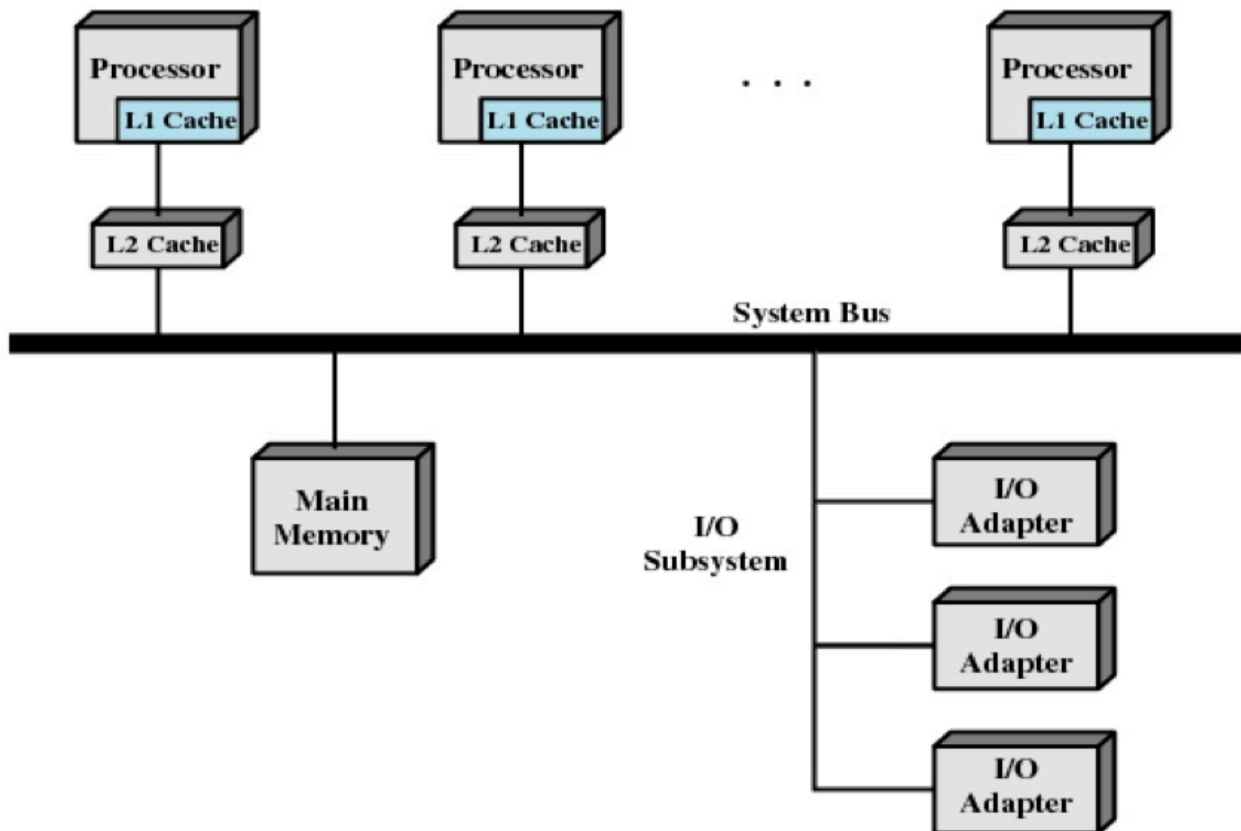 Processor
L1 Cache
L2 Cache
Processor
L1 Cache
L2 Cache
. . .
Processor
L1 Cache
L2 Cache
System Bus
Main
Memory
I/O
Subsystem
I/O
Adapter
I/O
Adapter
I/O
Adapter